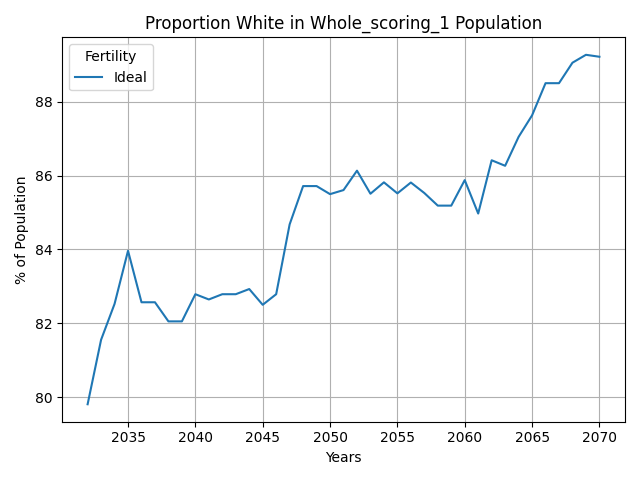 Proportion White in Whole_scoring_1 Population
Fertility
Ideal
% of Population
88
86
84
82
80
2035 2040 2045 2050 2055 2060 2065 2070
Years